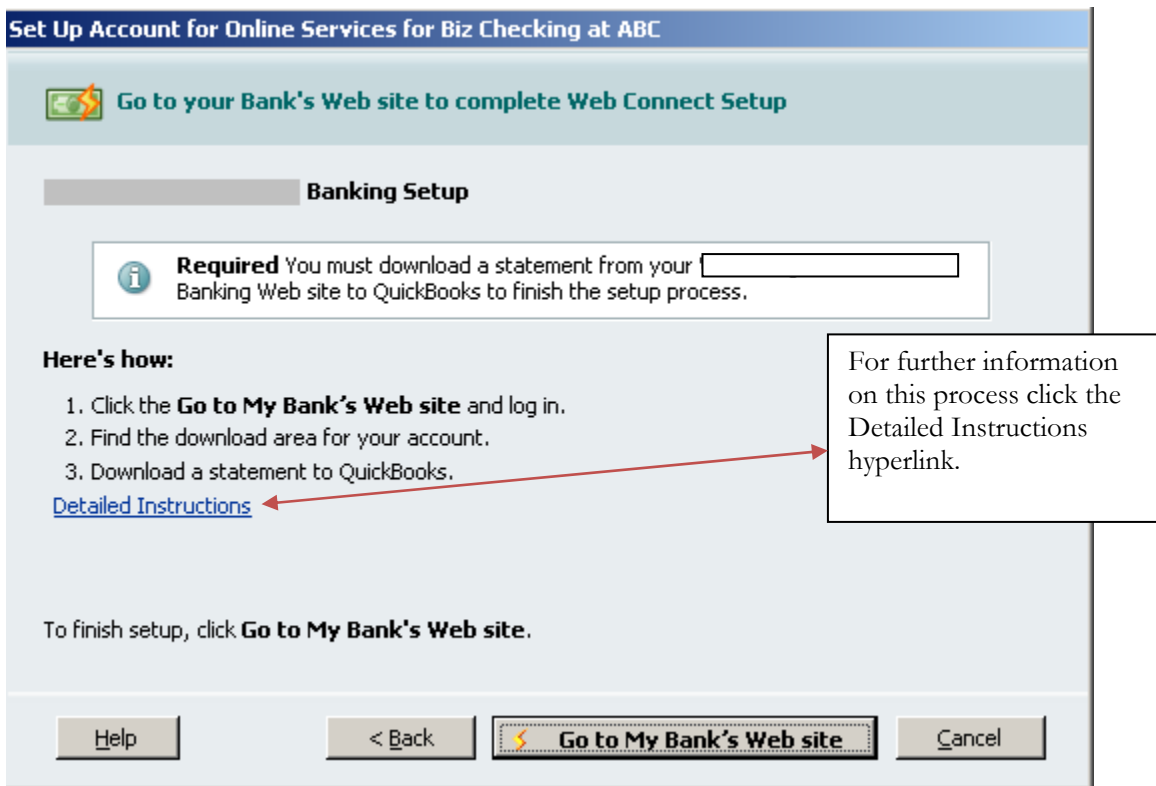 Set Up Account for Online Services for Biz Checking at ABC
Go to your Bank's Web site to complete Web Connect Setup
Banking Setup
Required You must download a statement from your
Banking Web site to QuickBooks to finish the setup process.
Here's how:
1. Click the Go to My Bank's Web site and log in.
2. Find the download area for your account.
3. Download a statement to QuickBooks.
Detailed Instructions
For further information
on this process click the
Detailed Instructions
hyperlink.
To finish setup, click Go to My Bank's Web site.
Help
< Back
Go to My Bank's Web site
Cancel